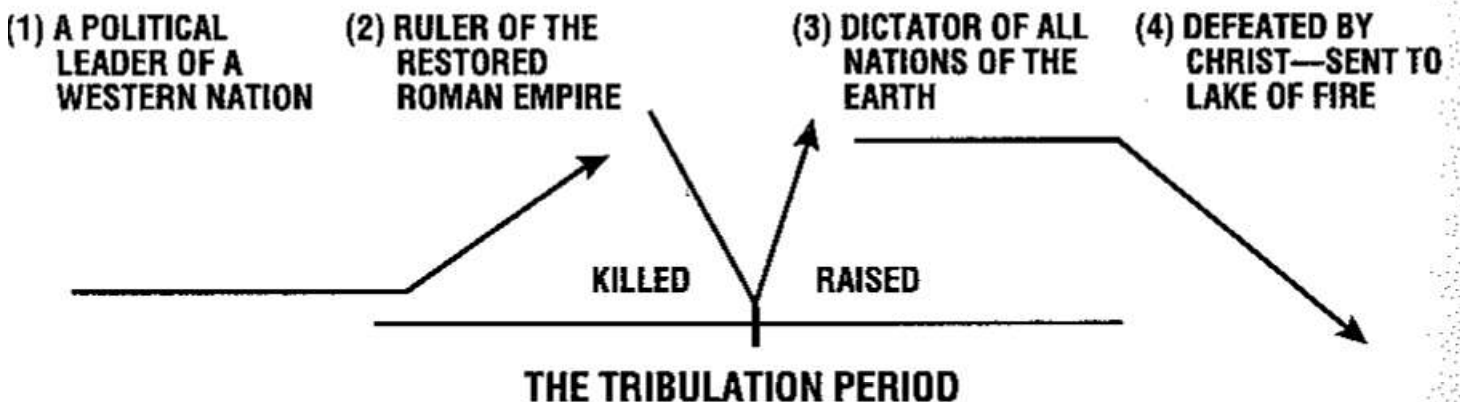 (1) A POLITICAL
LEADER OF A
WESTERN NATION
(2) RULER OF THE
RESTORED
ROMAN EMPIRE
(3) DICTATOR OF ALL
NATIONS OF THE
EARTH
(4) DEFEATED BY
CHRIST—SENT TO
LAKE OF FIRE
KILLED
RAISED
THE TRIBULATION PERIOD